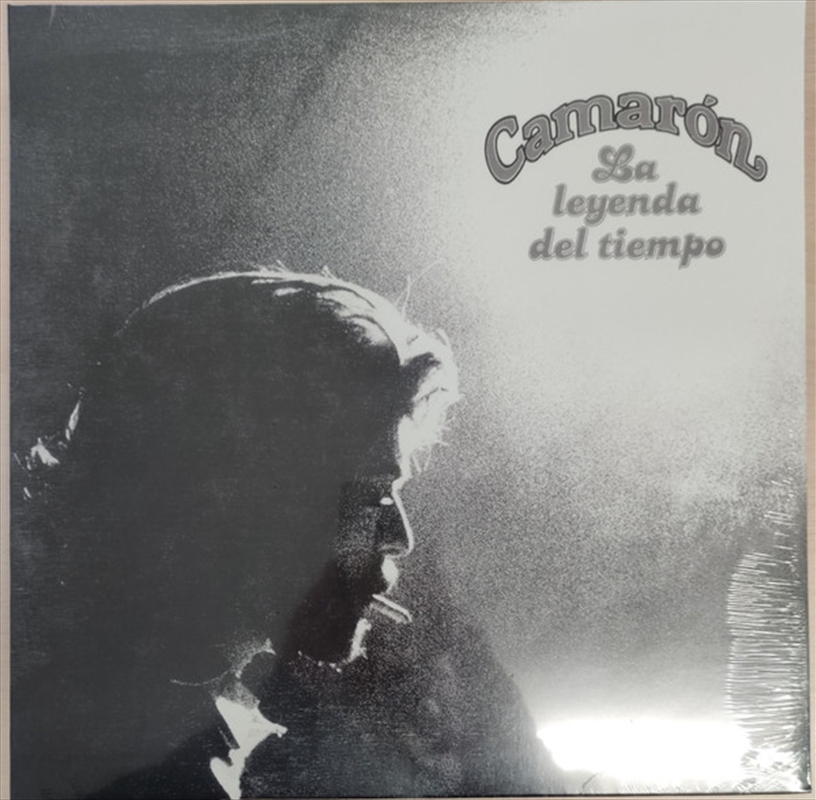 Camarón
La
leyenda
del tiempo